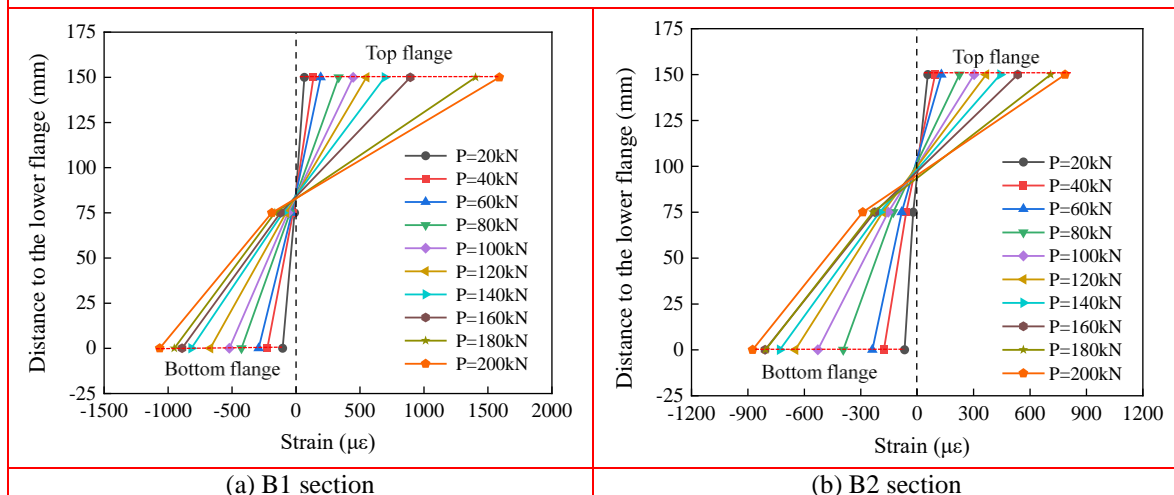 175
150
125
100
75
50
25
0
-25
Distance to the lower flange (mm)
Top flange
P=20kN
P=40kN
P=60kN
P=80kN
P=100kN
P=120kN
P=140kN
P=160kN
P=180kN
P=200kN
Bottom flange
-1500 -1000 -500 0 500 1000 1500 2000
Strain (με)
(a) B1 section
175
150
125
100
75
50
25
0
-25
Distance to the lower flange (mm)
Top flange
P=20kN
P=40kN
P=60kN
P=80kN
P=100kN
P=120kN
P=140kN
P=160kN
P=180kN
P=200kN
Bottom flange
-1200 -900 -600 -300 0 300 600 900 1200
Strain (με)
(b) B2 section